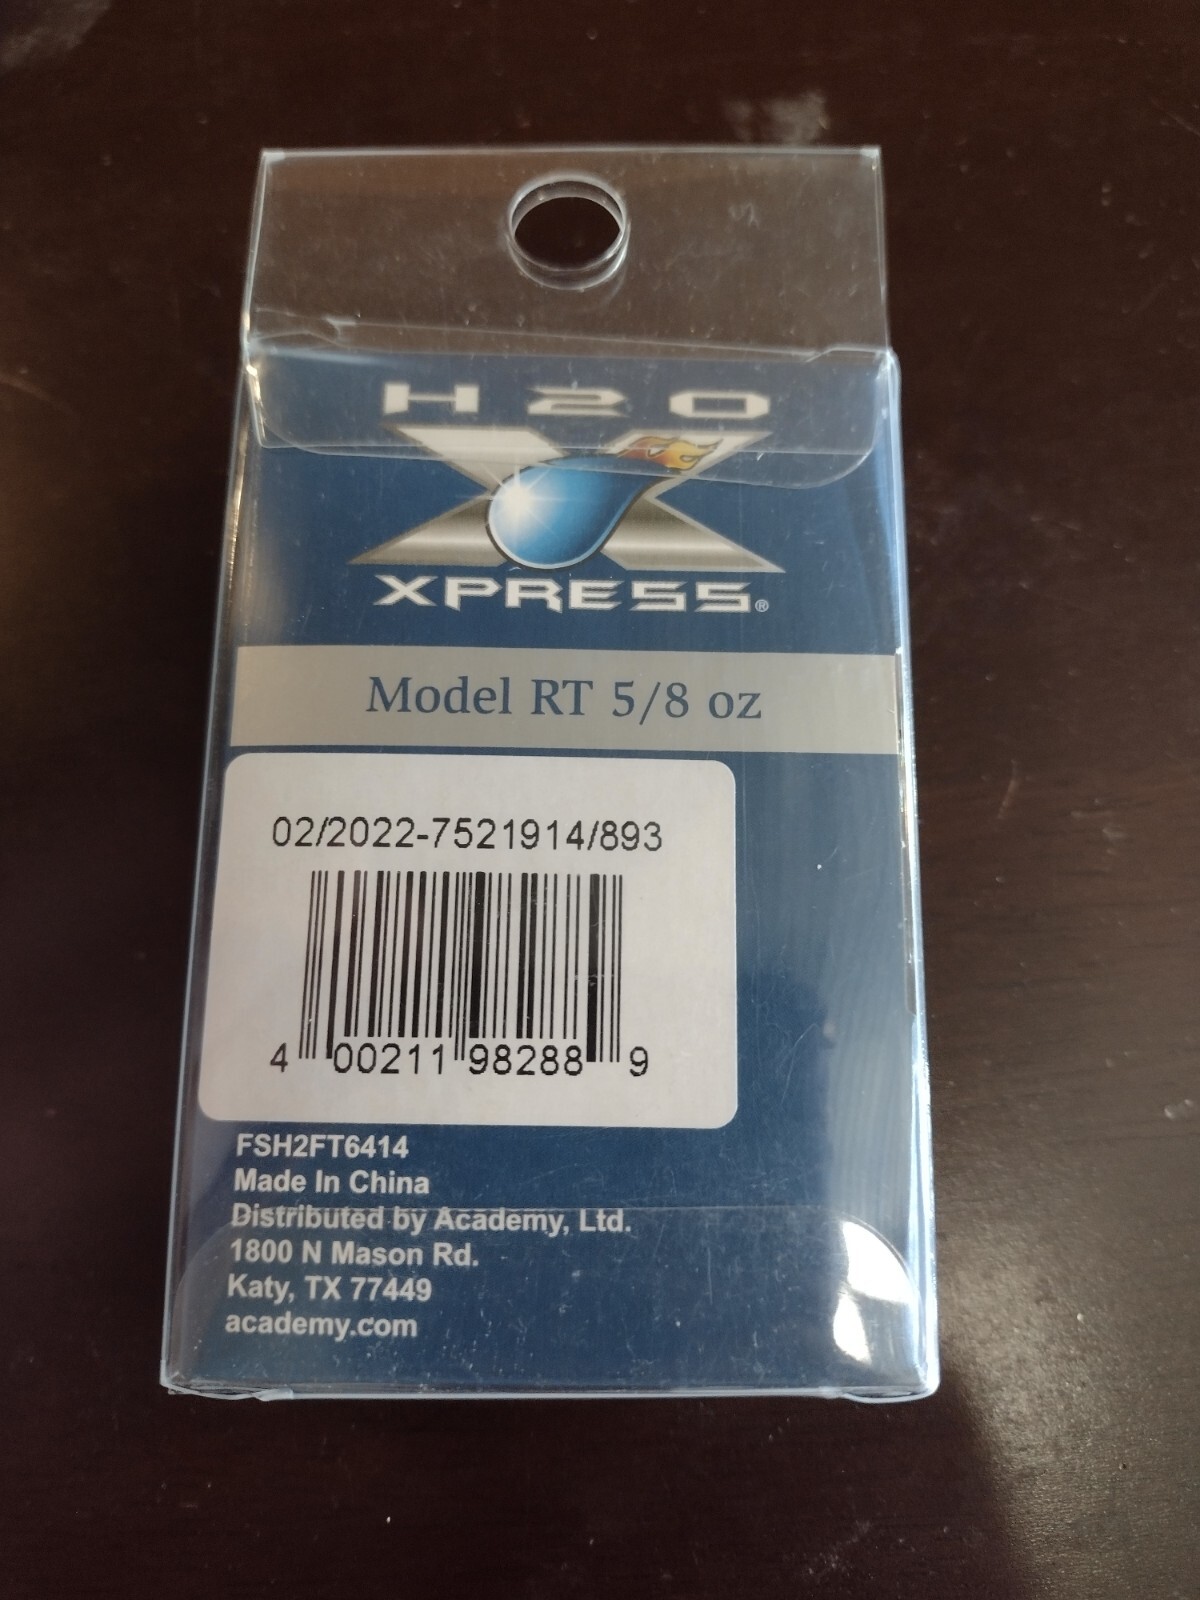 H2O
XPRESS®
Model RT 5/8 oz
02/2022-7521914/893
4 00211 98288 9
FSH2FT6414
Made In China
Distributed by Academy, Ltd.
1800 N Mason Rd.
Katy, TX 77449
academy.com